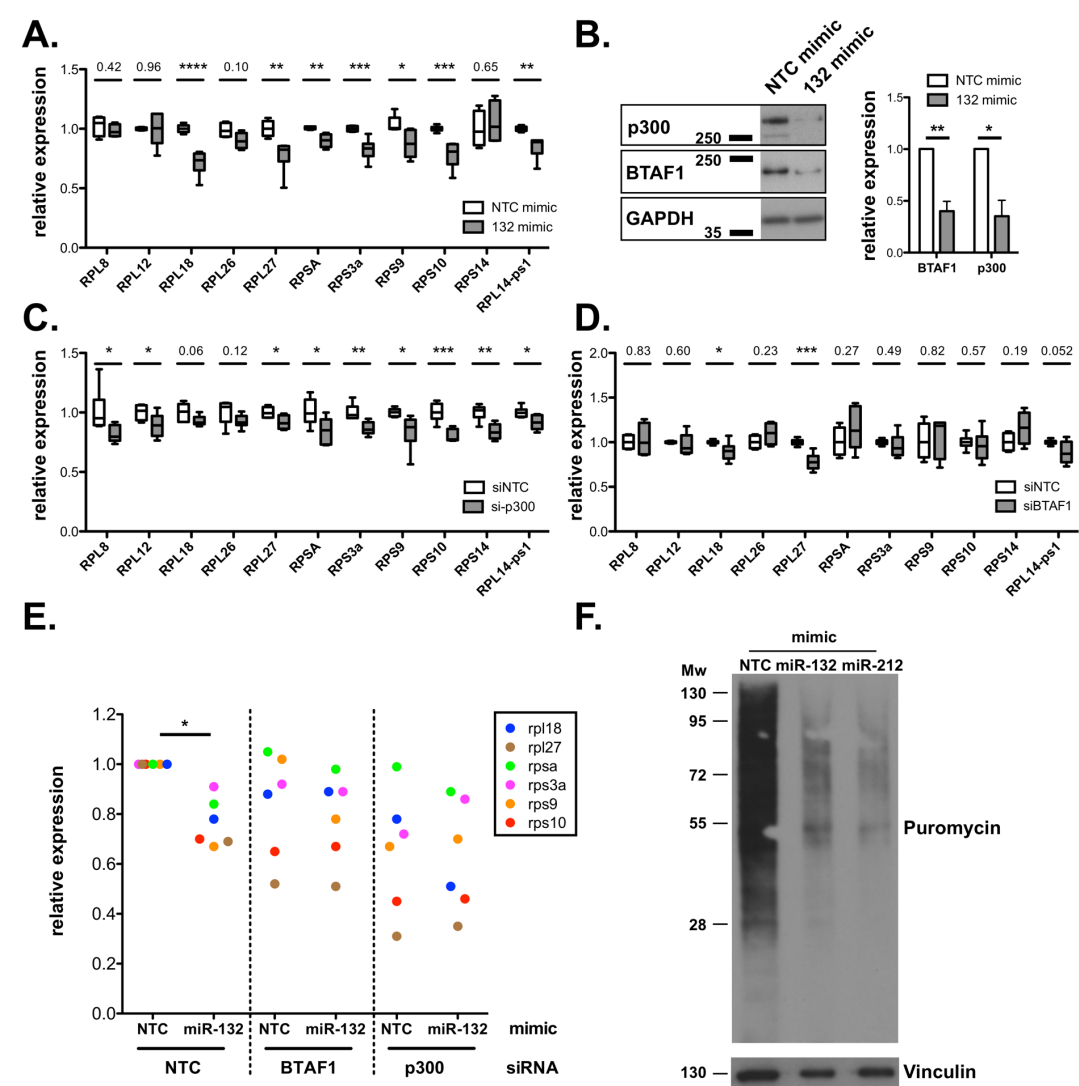 A.
1.5
1.0
0.5
0.0
relative expression
0.42 0.96 **** 0.10 ** ** *** * *** 0.65 **
NTC mimic
132 mimic
RPL8 RPL12 RPL18 RPL26 RPL27 RPSA RPS3a RPS9 RPS10 RPS14 RPL14-ps1
B.
NTC mimic
132 mimic
p300
250
250
BTAF1
GAPDH
35
NTC mimic
132 mimic
1.5
1.0
0.5
0.0
relative expression
** *
BTAF1 p300
C.
1.5
1.0
0.5
0.0
relative expression
* * 0.06 0.12 * * ** * *** ** *
siNTC
si-p300
RPL8 RPL12 RPL18 RPL26 RPL27 RPSA RPS3a RPS9 RPS10 RPS14 RPL14-ps1
D.
2.0
1.5
1.0
0.5
0.0
relative expression
0.83 0.60 * 0.23 *** 0.27 0.49 0.82 0.57 0.19 0.052
siNTC
siBTAF1
RPL8 RPL12 RPL18 RPL26 RPL27 RPSA RPS3a RPS9 RPS10 RPS14 RPL14-ps1
E.
1.2
1.0
0.8
0.6
0.4
0.2
0.0
relative expression
*
rpl18
rpl27
rpsa
rps3a
rps9
rps10
NTC miR-132 NTC miR-132 NTC miR-132 mimic
NTC BTAF1 p300 siRNA
F.
mimic
Mw NTC miR-132 miR-212
130
95
72
55
28
Puromycin
130
Vinculin